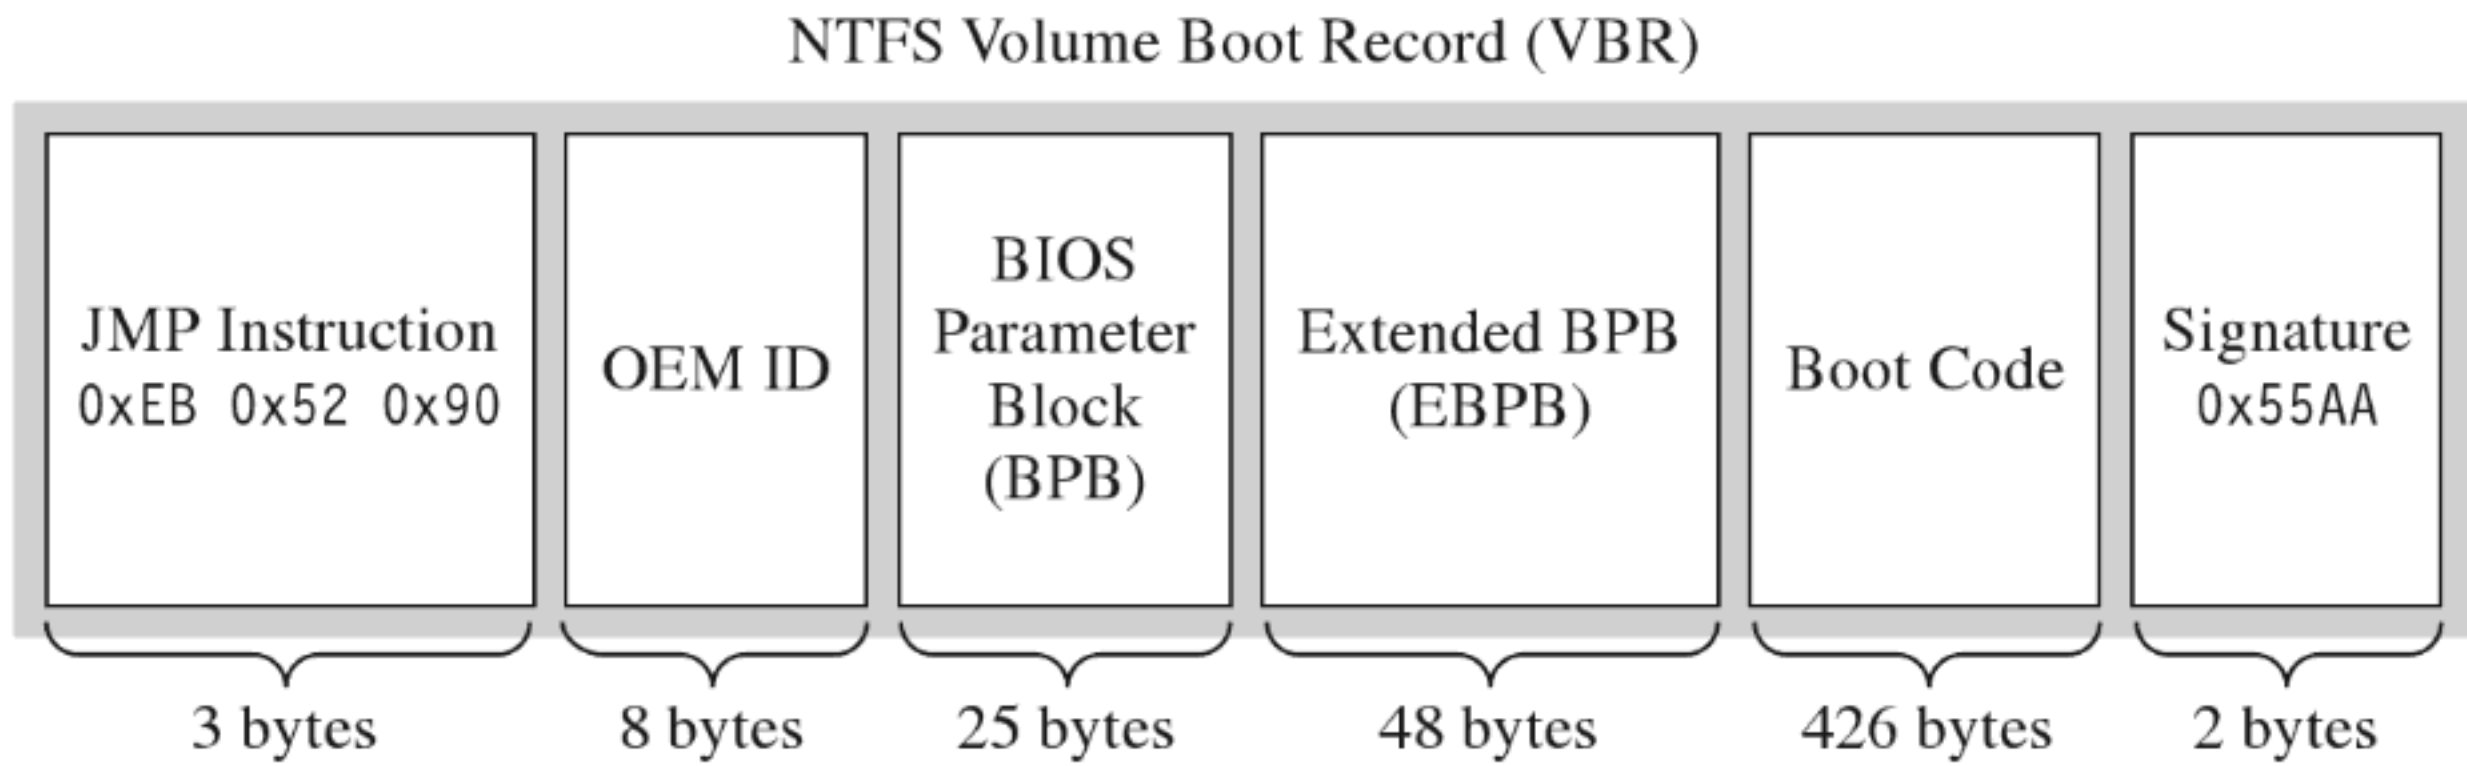 NTFS Volume Boot Record (VBR)
JMP Instruction
0xEB 0x52 0x90
OEM ID
BIOS
Parameter
Block
(BPB)
Extended BPB
(EBPB)
Boot Code
Signature
0x55AA
3 bytes
8 bytes
25 bytes
48 bytes
426 bytes
2 bytes